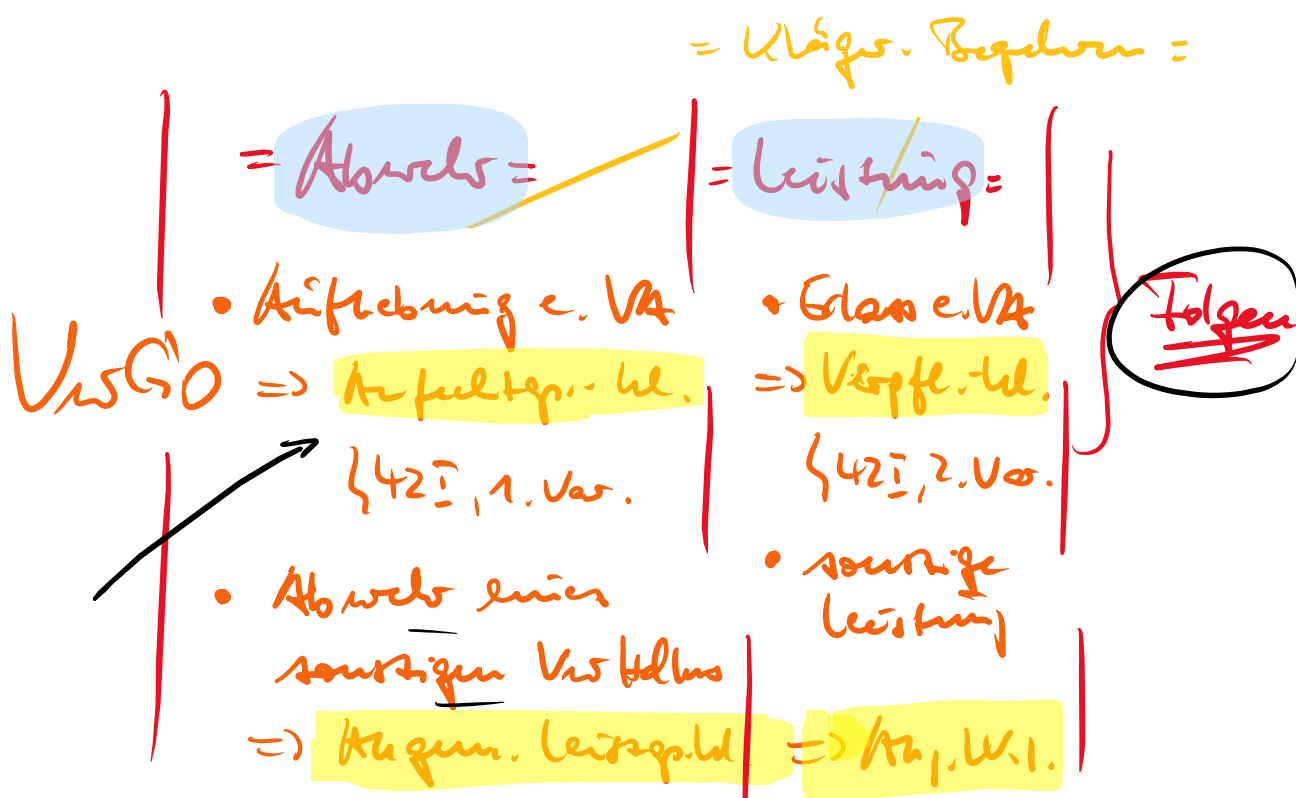 = Kläger. Begehren =
= Abwehr =
= Leistung =
• Aufhebung e. VA
• Erlass e. VA
Folgen
VwGO
=> Anfechtgs.-Kl.
=> Verpfl.-Kl.
§ 42 I, 1. Var.
§ 42 I, 2. Var.
• Abwehr eines
sonstigen VwHdlns
• sonstige
Leistung
=> Allgem. Leistgs.kl.
=> Allg. LK.